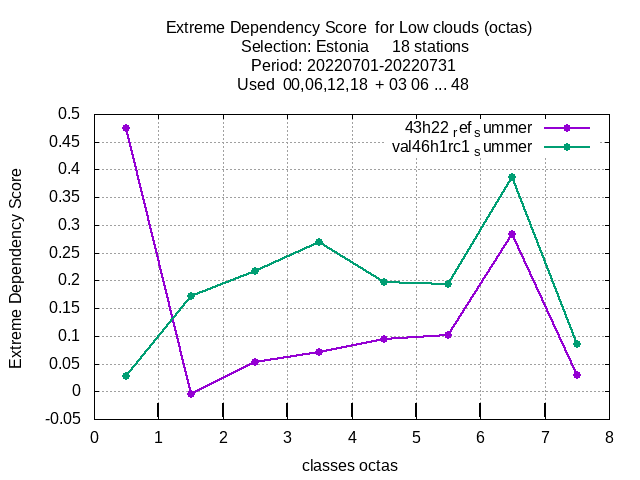 Extreme Dependency Score  for Low clouds (octas)
Selection: Estonia     18 stations
Period: 20220701-20220731
Used  00,06,12,18  + 03 06 ... 48
43h22 ref summer
val46h1rc1 summer
Extreme Dependency Score
0.5
0.45
0.4
0.35
0.3
0.25
0.2
0.15
0.1
0.05
0
-0.05
0 1 2 3 4 5 6 7 8
classes octas